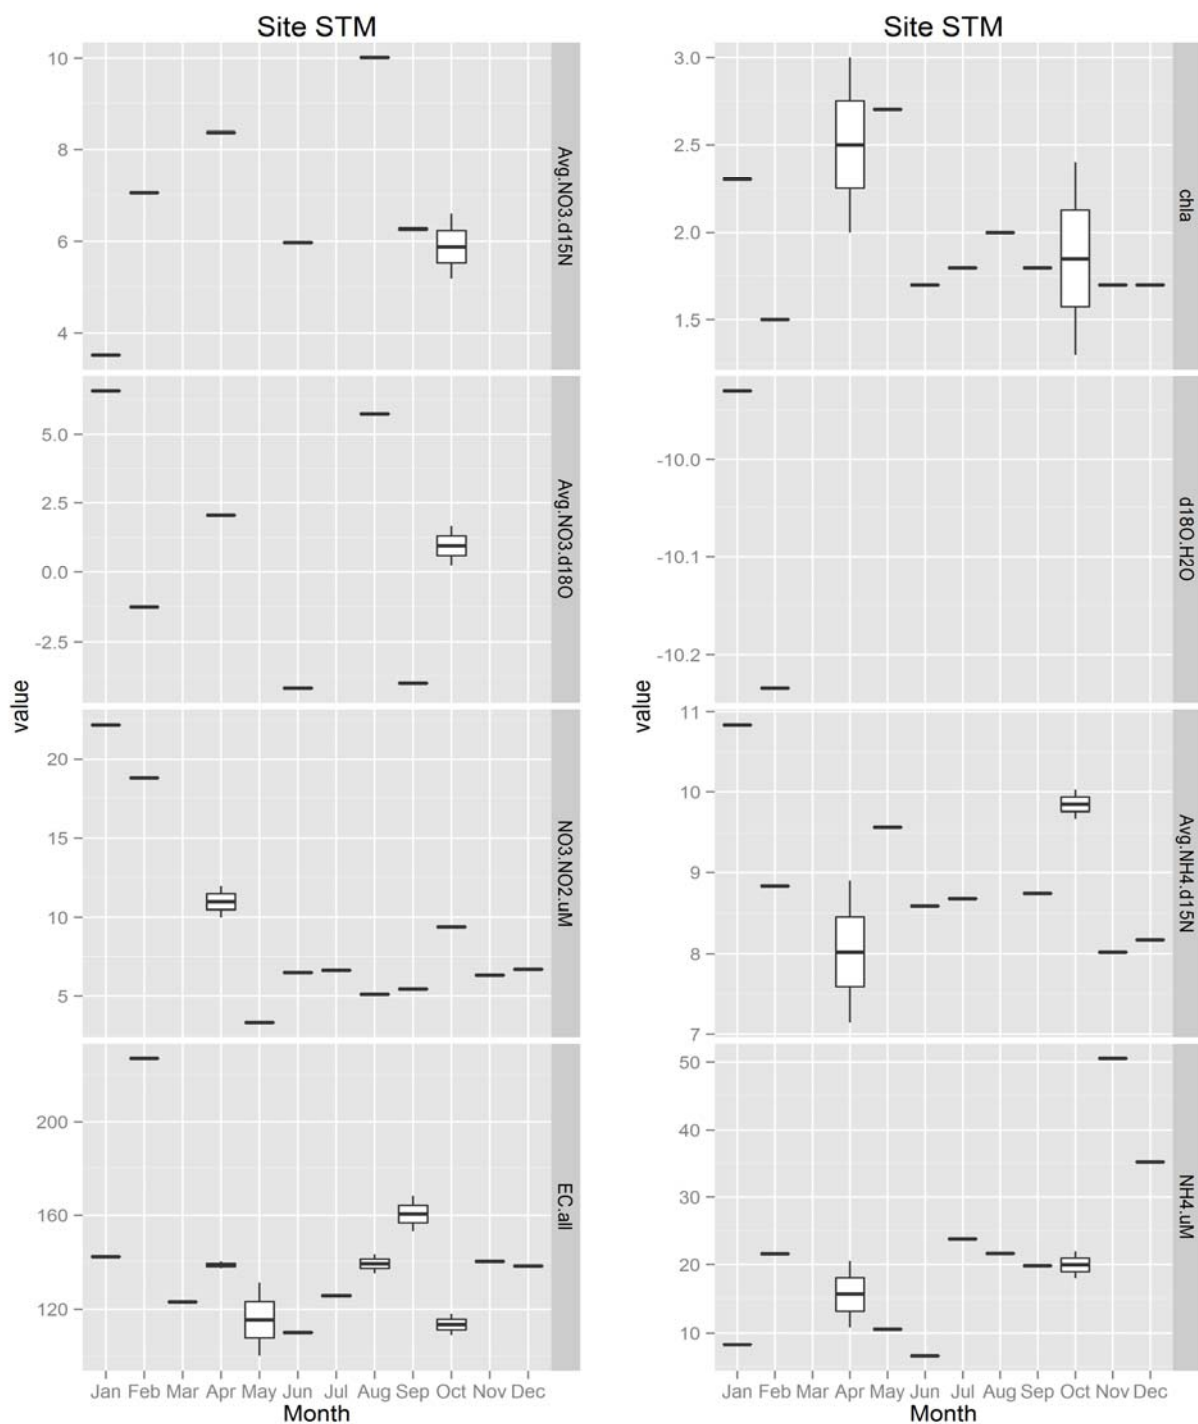 Site STM
10
8
6
4
Avg.NO3.d15N
5.0
2.5
0.0
-2.5
Avg.NO3.d18O
value
20
15
10
5
NO3.NO2.uM
200
160
120
EC.all
Jan Feb Mar Apr May Jun Jul Aug Sep Oct Nov Dec
Month
Site STM
3.0
2.5
2.0
1.5
chla
-10.0
-10.1
-10.2
d18O.H2O
value
11
10
9
8
7
Avg.NH4.d15N
50
40
30
20
10
NH4.uM
Jan Feb Mar Apr May Jun Jul Aug Sep Oct Nov Dec
Month